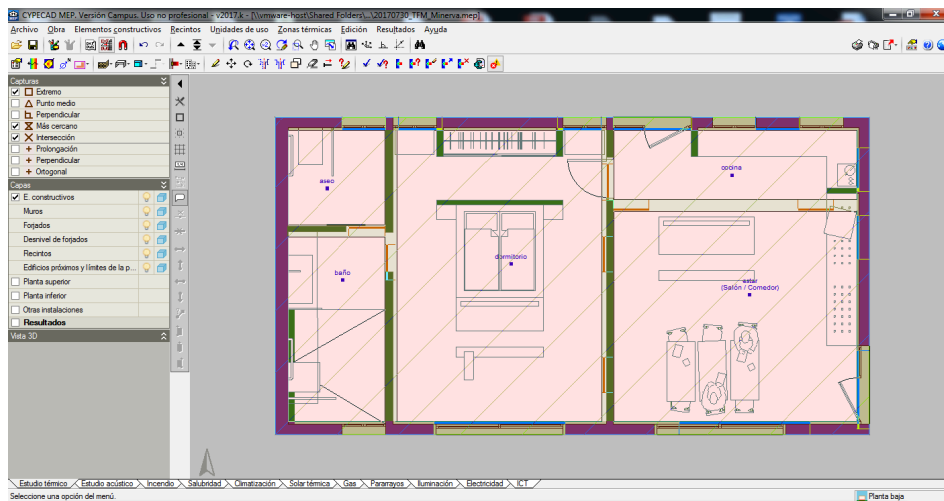 CYPECAD MEP. Versión Campus. Uso no profesional - v2017.k - [\\vmware-host\Shared Folders\...\20170730_TFM_Minerva.mep]
Archivo Obra Elementos constructivos Recintos Unidades de uso Zonas térmicas Edición Resultados Ayuda
Capturas
Extremo
Punto medio
Perpendicular
Más cercano
Intersección
Prolongación
Perpendicular
Ortogonal
Capas
E. constructivos
Muros
Forjados
Desnivel de forjados
Recintos
Edificios próximos y límites de la p...
Planta superior
Planta inferior
Otras instalaciones
Resultados
Vista 3D
aseo
cocina
dormitorio
baño
estar
(Salón / Comedor)
Estudio térmico Estudio acústico Incendio Salubridad Climatización Solar térmica Gas Pararrayos Iluminación Electricidad ICT
Seleccione una opción del menú.
Planta baja